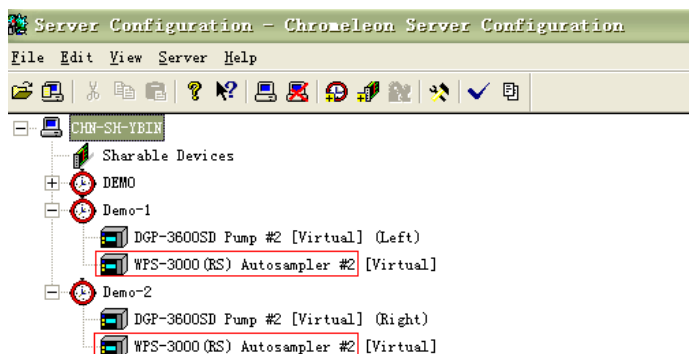 Server Configuration - Chromeleon Server Configuration
File Edit View Server Help
CHN-SH-YBIN
Sharable Devices
DEMO
Demo-1
DGP-3600SD Pump #2 [Virtual] (Left)
WPS-3000(RS) Autosampler #2 [Virtual]
Demo-2
DGP-3600SD Pump #2 [Virtual] (Right)
WPS-3000(RS) Autosampler #2 [Virtual]